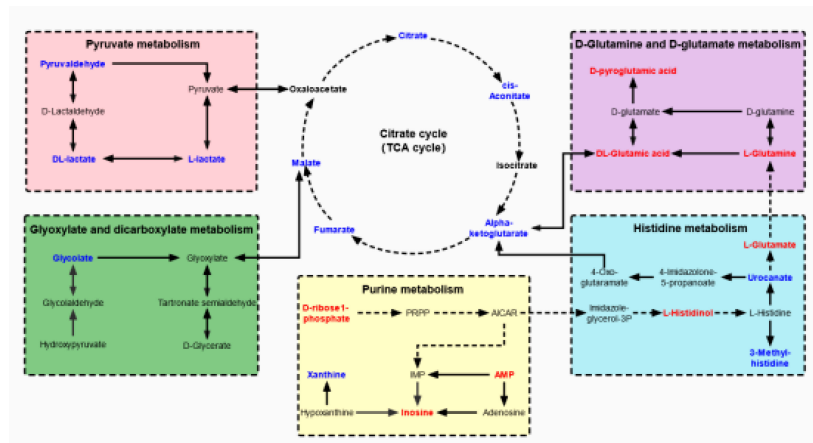 Pyruvate metabolism
Pyruvaldehyde
Pyruvate
D-Lactaldehyde
DL-lactate
L-lactate
Oxaloacetate
Citrate
cis-
Aconitate
Citrate cycle
(TCA cycle)
Isocitrate
Malate
Fumarate
Alpha-
ketoglutarate
D-Glutamine and D-glutamate metabolism
D-pyroglutamic acid
D-glutamate
D-glutamine
DL-Glutamic acid
L-Glutamine
Glyoxylate and dicarboxylate metabolism
Glycolate
Glyoxylate
Glycolaldehyde
Tartronate semialdehyde
Hydroxypyruvate
D-Glycerate
Purine metabolism
D-ribose1-
phosphate
PRPP
AICAR
Xanthine
IMP
AMP
Hypoxanthine
Inosine
Adenosine
Histidine metabolism
L-Glutamate
4-Oxo-
glutaramate
4-Imidazolone-
5-propanoate
Urocanate
Imidazole-
glycerol-3P
L-Histidinol
L-Histidine
3-Methyl-
histidine